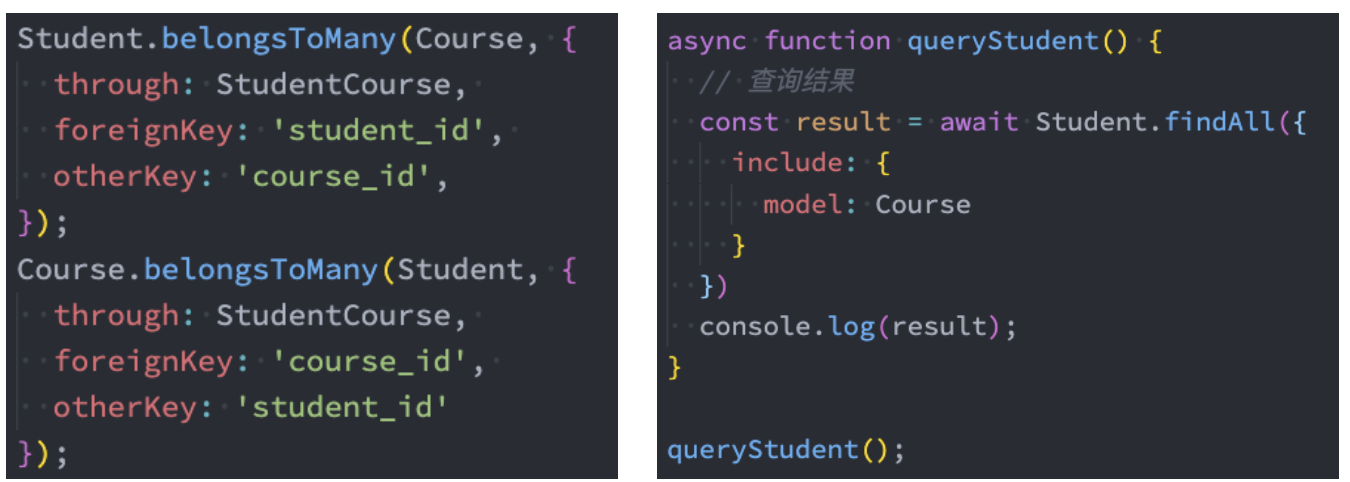 Student.belongsToMany(Course, {
  through: StudentCourse,
  foreignKey: 'student_id',
  otherKey: 'course_id',
});
Course.belongsToMany(Student, {
  through: StudentCourse,
  foreignKey: 'course_id',
  otherKey: 'student_id'
});
async function queryStudent() {
  // 查询结果
  const result = await Student.findAll({
    include: {
      model: Course
    }
  })
  console.log(result);
}
queryStudent();